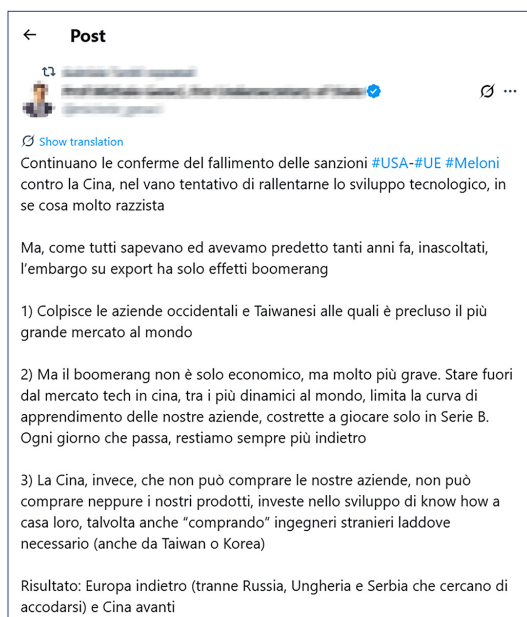 Post
Show translation
Continuano le conferme del fallimento delle sanzioni #USA-#UE #Meloni
contro la Cina, nel vano tentativo di rallentarne lo sviluppo tecnologico, in
se cosa molto razzista
Ma, come tutti sapevano ed avevamo predetto tanti anni fa, inascoltati,
l'embargo su export ha solo effetti boomerang
1) Colpisce le aziende occidentali e Taiwanesi alle quali è precluso il più
grande mercato al mondo
2) Ma il boomerang non è solo economico, ma molto più grave. Stare fuori
dal mercato tech in cina, tra i più dinamici al mondo, limita la curva di
apprendimento delle nostre aziende, costrette a giocare solo in Serie B.
Ogni giorno che passa, restiamo sempre più indietro
3) La Cina, invece, che non può comprare le nostre aziende, non può
comprare neppure i nostri prodotti, investe nello sviluppo di know how a
casa loro, talvolta anche “comprando” ingegneri stranieri laddove
necessario (anche da Taiwan o Korea)
Risultato: Europa indietro (tranne Russia, Ungheria e Serbia che cercano di
accodarsi) e Cina avanti